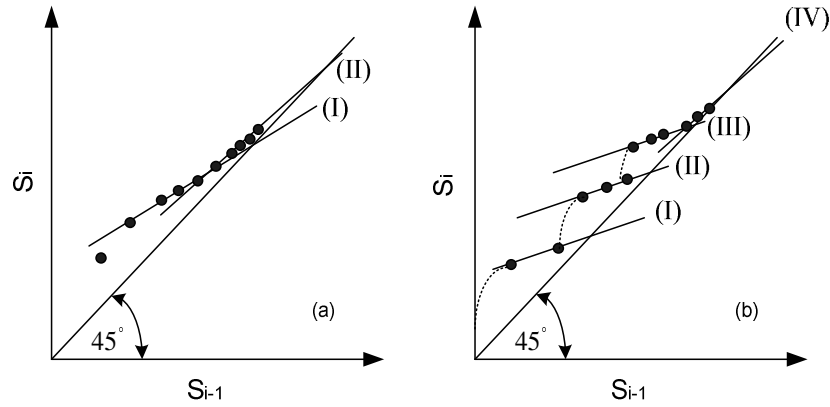 Si
(II)
(I)
45°
(a)
Si-1
Si
(IV)
(III)
(II)
(I)
45°
(b)
Si-1